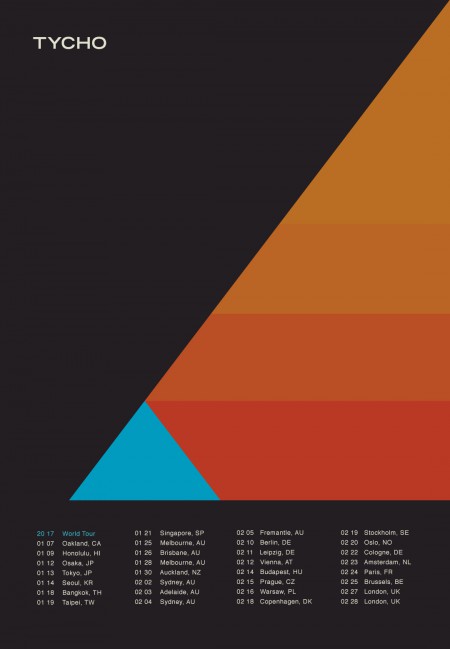 TYCHO
20 17 World Tour
01 07 Oakland, CA
01 09 Honolulu, HI
01 12 Osaka, JP
01 13 Tokyo, JP
01 14 Seoul, KR
01 18 Bangkok, TH
01 19 Taipei, TW
01 21 Singapore, SP
01 25 Melbourne, AU
01 26 Brisbane, AU
01 28 Melbourne, AU
01 30 Auckland, NZ
02 02 Sydney, AU
02 03 Adelaide, AU
02 04 Sydney, AU
02 05 Fremantle, AU
02 10 Berlin, DE
02 11 Leipzig, DE
02 12 Vienna, AT
02 14 Budapest, HU
02 15 Prague, CZ
02 16 Warsaw, PL
02 18 Copenhagen, DK
02 19 Stockholm, SE
02 20 Oslo, NO
02 22 Cologne, DE
02 23 Amsterdam, NL
02 24 Paris, FR
02 25 Brussels, BE
02 27 London, UK
02 28 London, UK